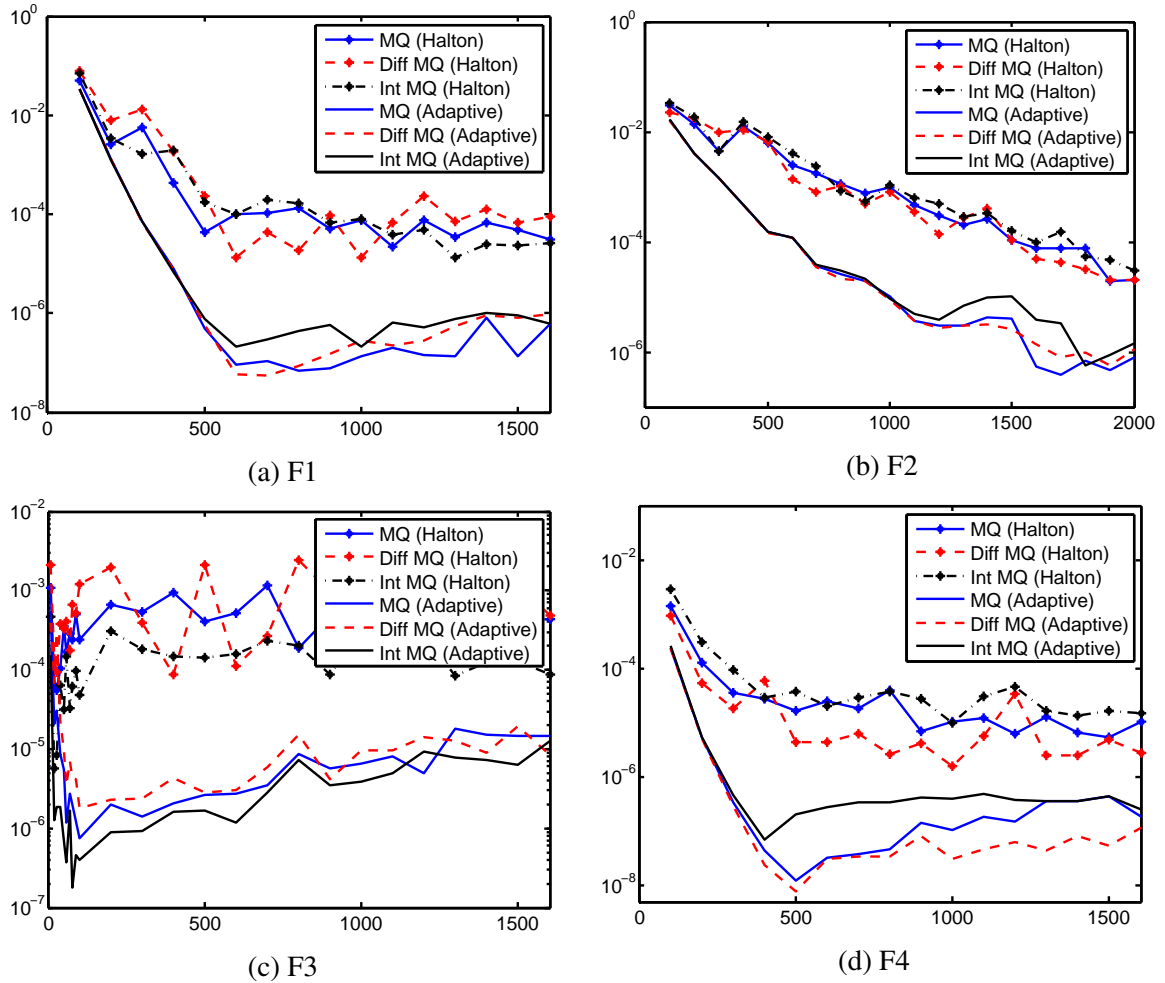 10^0
10^-2
10^-4
10^-6
10^-8
0 500 1000 1500
MQ (Halton)
Diff MQ (Halton)
Int MQ (Halton)
MQ (Adaptive)
Diff MQ (Adaptive)
Int MQ (Adaptive)
(a) F1
10^0
10^-2
10^-4
10^-6
0 500 1000 1500 2000
MQ (Halton)
Diff MQ (Halton)
Int MQ (Halton)
MQ (Adaptive)
Diff MQ (Adaptive)
Int MQ (Adaptive)
(b) F2
10^-2
10^-3
10^-4
10^-5
10^-6
10^-7
0 500 1000 1500
MQ (Halton)
Diff MQ (Halton)
Int MQ (Halton)
MQ (Adaptive)
Diff MQ (Adaptive)
Int MQ (Adaptive)
(c) F3
10^-2
10^-4
10^-6
10^-8
500 1000 1500
MQ (Halton)
Diff MQ (Halton)
Int MQ (Halton)
MQ (Adaptive)
Diff MQ (Adaptive)
Int MQ (Adaptive)
(d) F4